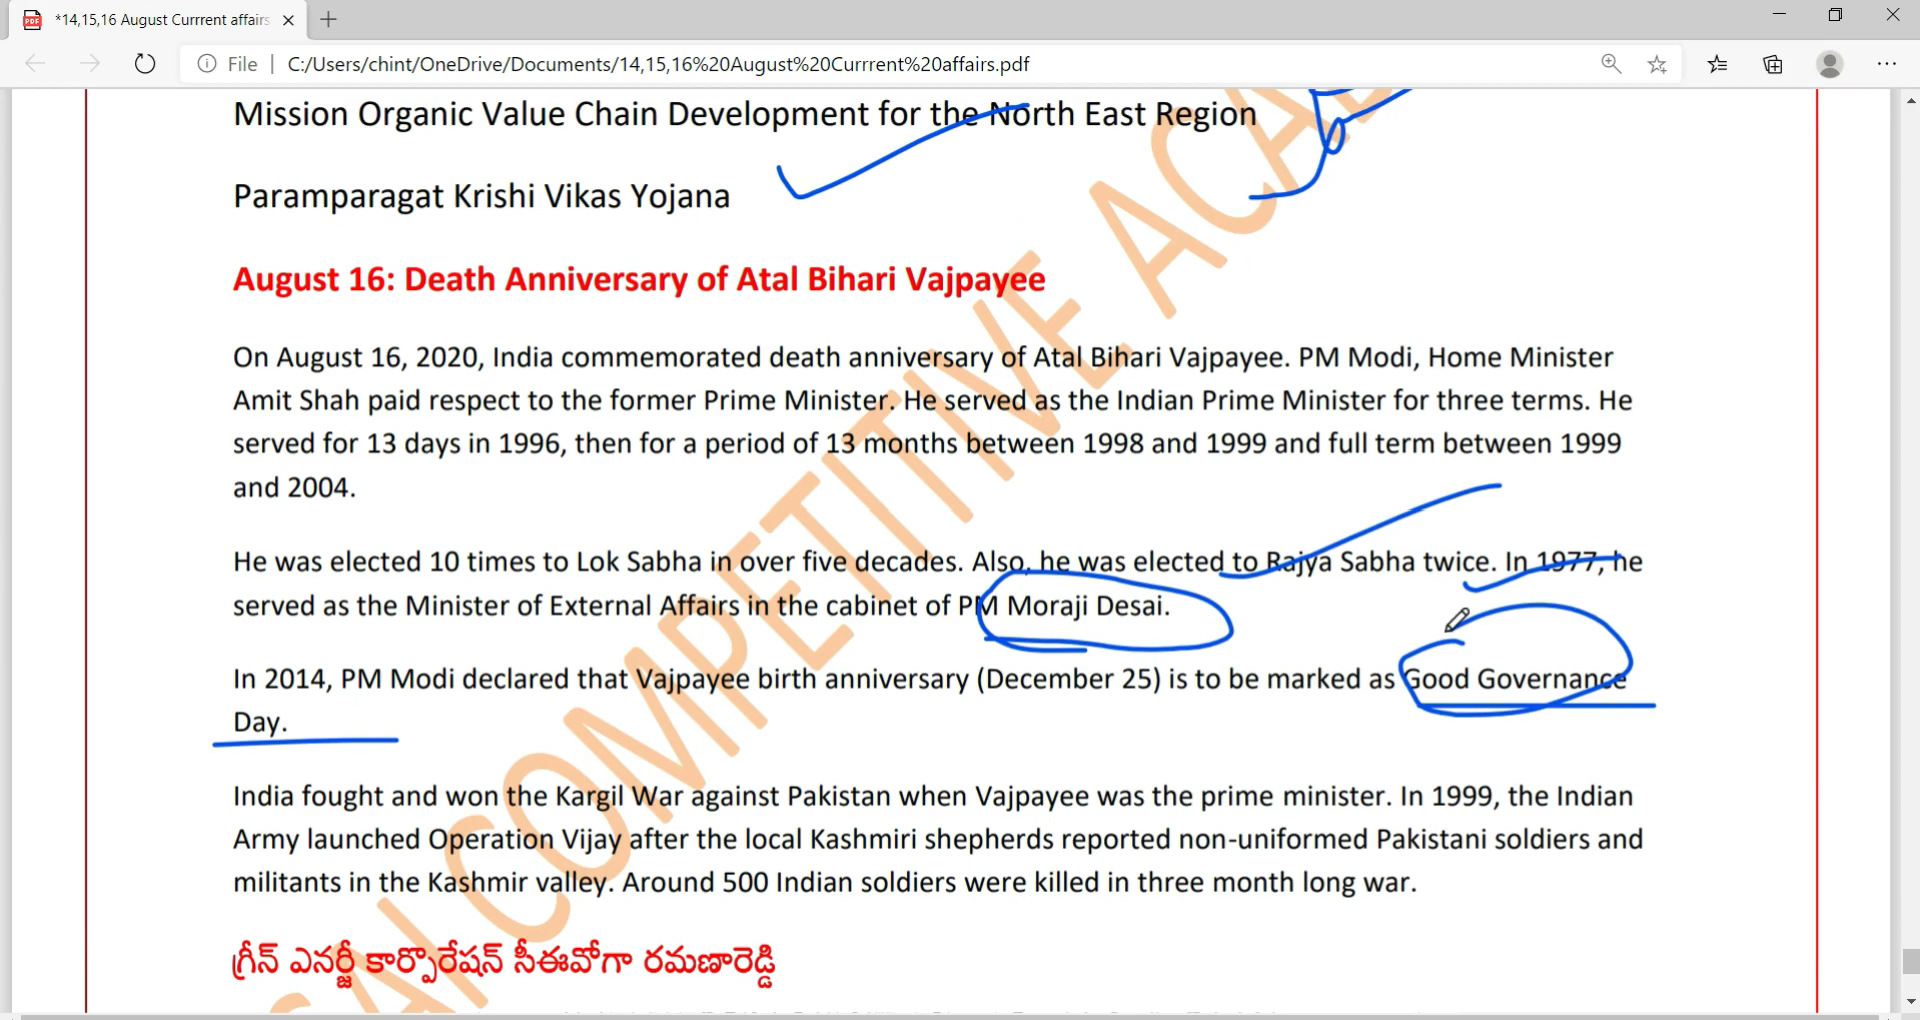 *14,15,16 August Currrent affairs
File | C:/Users/chint/OneDrive/Documents/14,15,16%20August%20Currrent%20affairs.pdf
Mission Organic Value Chain Development for the North East Region
Paramparagat Krishi Vikas Yojana
August 16: Death Anniversary of Atal Bihari Vajpayee
On August 16, 2020, India commemorated death anniversary of Atal Bihari Vajpayee. PM Modi, Home Minister
Amit Shah paid respect to the former Prime Minister. He served as the Indian Prime Minister for three terms. He
served for 13 days in 1996, then for a period of 13 months between 1998 and 1999 and full term between 1999
and 2004.
He was elected 10 times to Lok Sabha in over five decades. Also, he was elected to Rajya Sabha twice. In 1977, he
served as the Minister of External Affairs in the cabinet of PM Moraji Desai.
In 2014, PM Modi declared that Vajpayee birth anniversary (December 25) is to be marked as Good Governance
Day.
India fought and won the Kargil War against Pakistan when Vajpayee was the prime minister. In 1999, the Indian
Army launched Operation Vijay after the local Kashmiri shepherds reported non-uniformed Pakistani soldiers and
militants in the Kashmir valley. Around 500 Indian soldiers were killed in three month long war.
గ్రీన్ ఎనర్జీ కార్పొరేషన్ సీఈవోగా రమణారెడ్డి
SAI COMPETITIVE ACA